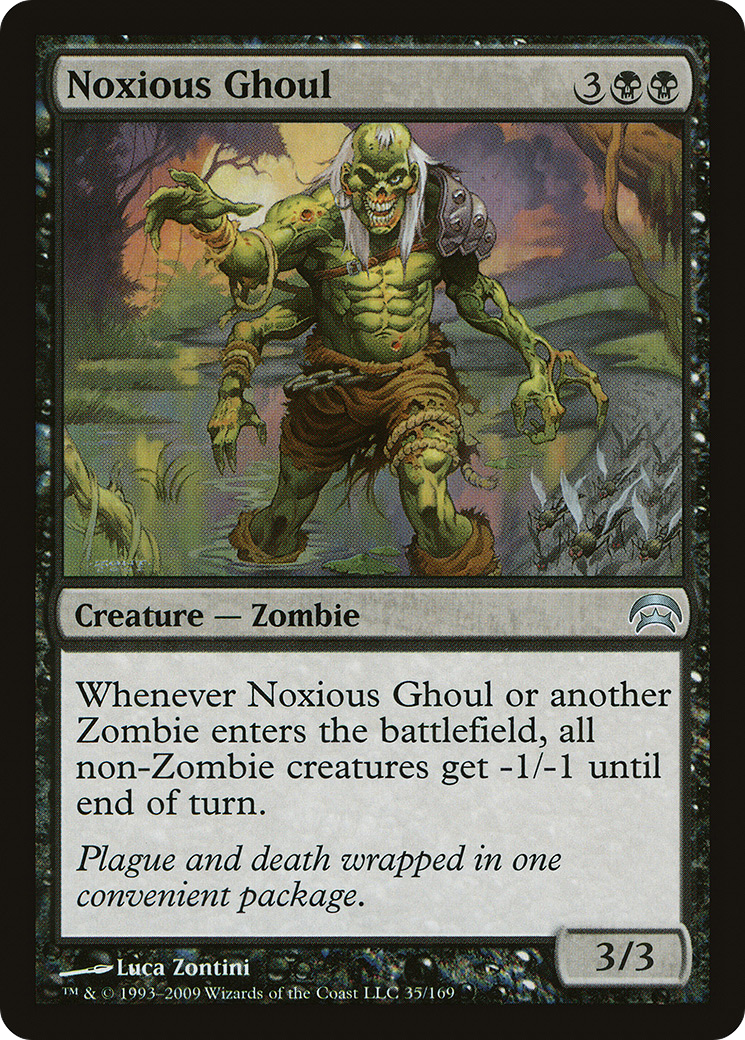 Noxious Ghoul 3
Creature — Zombie
Whenever Noxious Ghoul or another
Zombie enters the battlefield, all
non-Zombie creatures get -1/-1 until
end of turn.
Plague and death wrapped in one
convenient package.
3/3
Luca Zontini
™ & © 1993–2009 Wizards of the Coast LLC 35/169